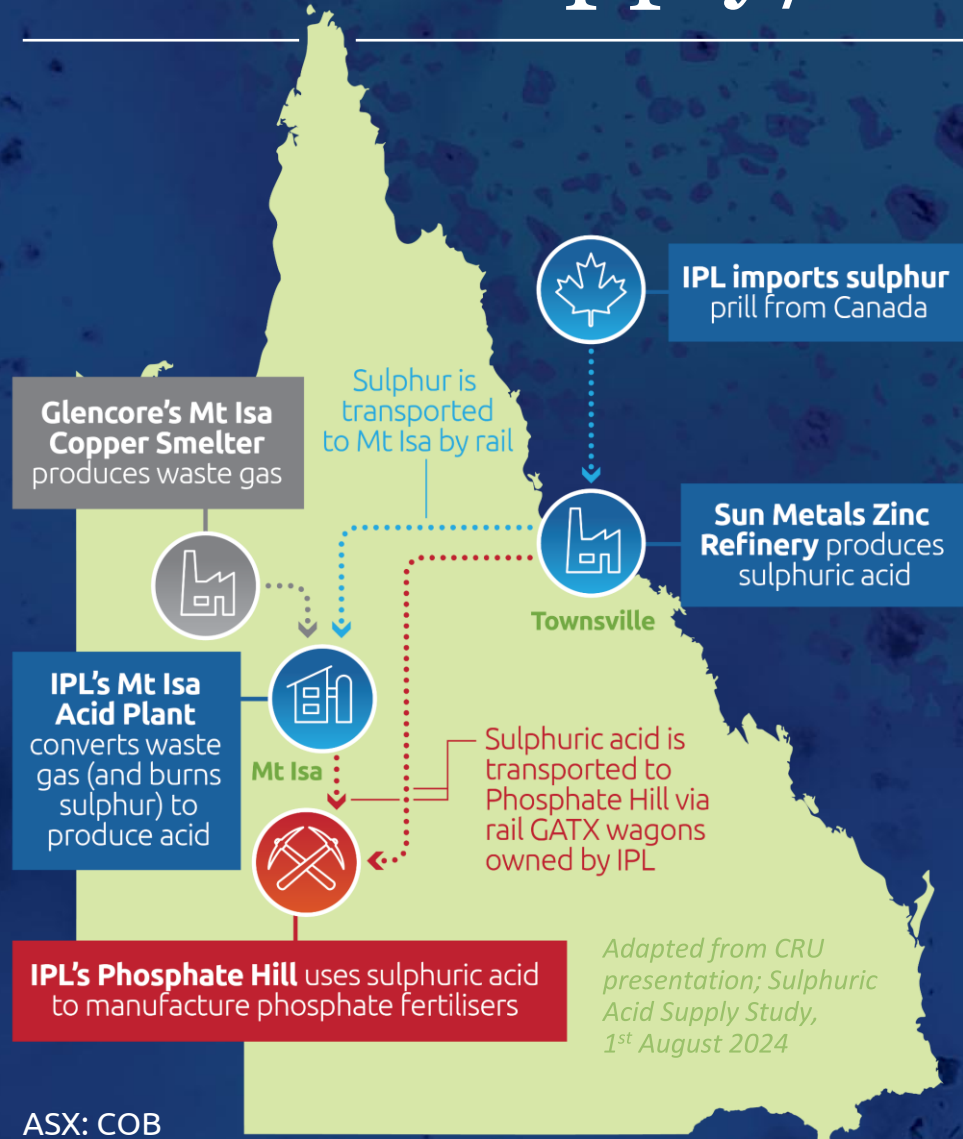 IPL imports sulphur
prill from Canada
Sulphur is
transported
to Mt Isa by rail
Glencore's Mt Isa
Copper Smelter
produces waste gas
Sun Metals Zinc
Refinery produces
sulphuric acid
Townsville
IPL's Mt Isa
Acid Plant
converts waste
gas (and burns
sulphur) to
produce acid
Mt Isa
Sulphuric acid is
transported to
Phosphate Hill via
rail GATX wagons
owned by IPL
IPL's Phosphate Hill uses sulphuric acid
to manufacture phosphate fertilisers
Adapted from CRU
presentation; Sulphuric
Acid Supply Study,
1st August 2024
ASX: COB